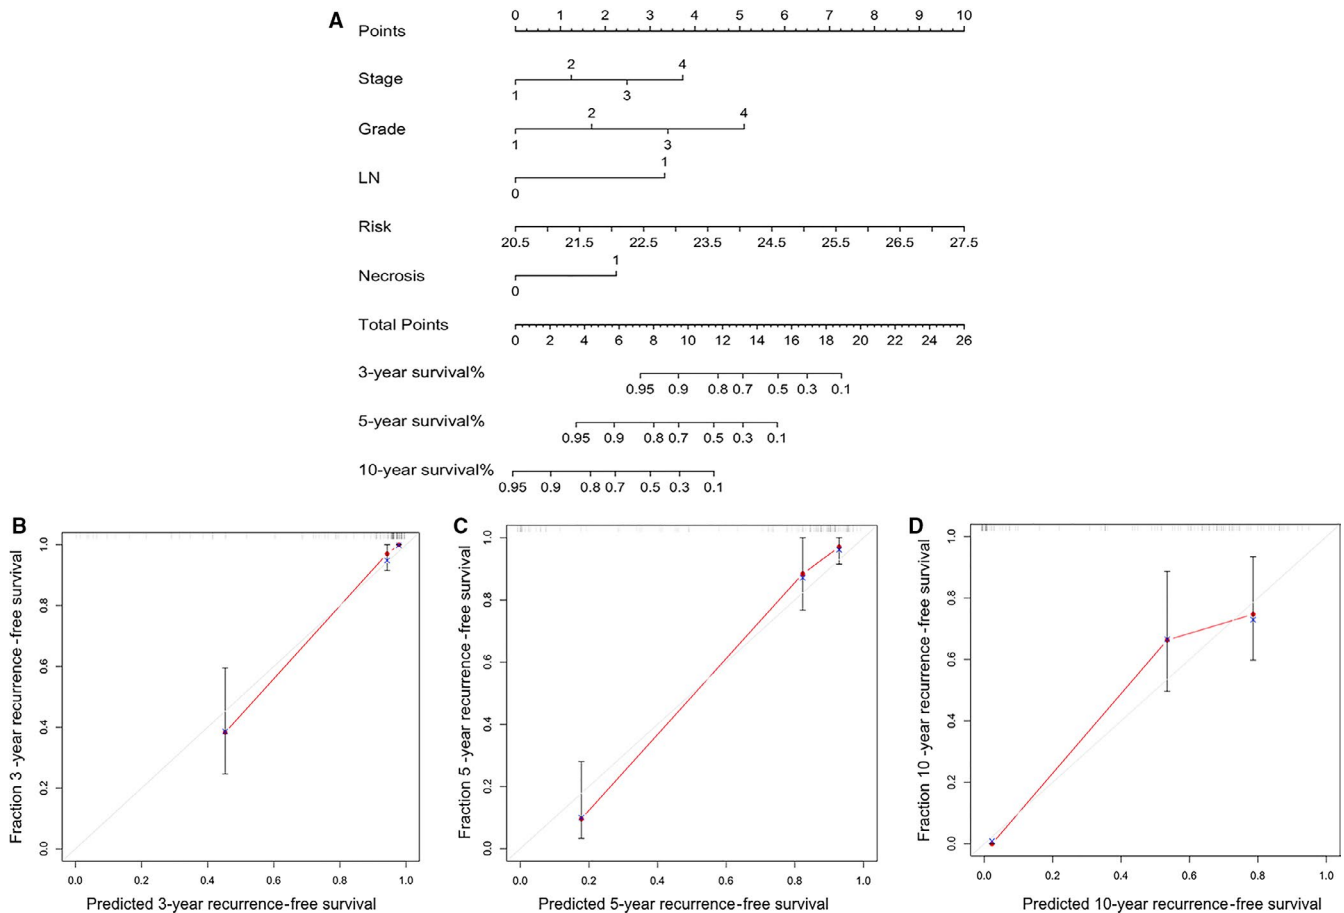 A
Points
0 1 2 3 4 5 6 7 8 9 10
Stage
2 4
1 3
Grade
2 4
1 3
LN
1
0
Risk
20.5 21.5 22.5 23.5 24.5 25.5 26.5 27.5
Necrosis
1
0
Total Points
0 2 4 6 8 10 12 14 16 18 20 22 24 26
3-year survival%
0.95 0.9 0.8 0.7 0.5 0.3 0.1
5-year survival%
0.95 0.9 0.8 0.7 0.5 0.3 0.1
10-year survival%
0.95 0.9 0.8 0.7 0.5 0.3 0.1
B
Fraction 3 -year recurrence -free survival
1.0
0.8
0.6
0.4
0.2
0.0
0.0 0.2 0.4 0.6 0.8 1.0
Predicted 3-year recurrence-free survival
C
Fraction 5 -year recurrence -free survival
1.0
0.8
0.6
0.4
0.2
0.0
0.0 0.2 0.4 0.6 0.8 1.0
Predicted 5-year recurrence-free survival
D
Fraction 10 -year recurrence -free survival
1.0
0.8
0.6
0.4
0.2
0.0
0.0 0.2 0.4 0.6 0.8 1.0
Predicted 10-year recurrence-free survival